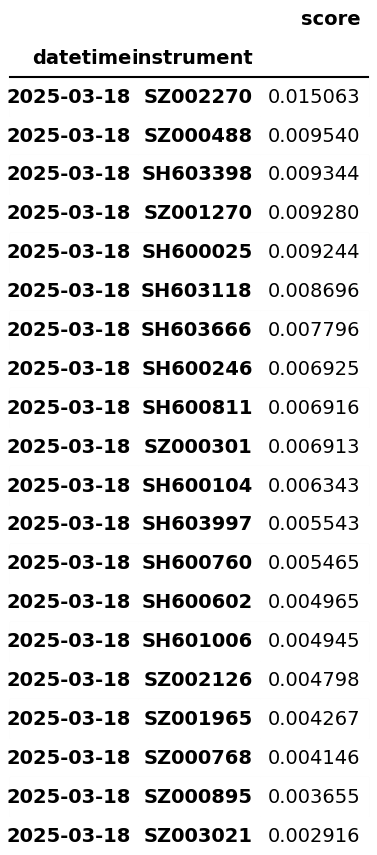 score
datetime instrument
2025-03-18 SZ002270 0.015063
2025-03-18 SZ000488 0.009540
2025-03-18 SH603398 0.009344
2025-03-18 SZ001270 0.009280
2025-03-18 SH600025 0.009244
2025-03-18 SH603118 0.008696
2025-03-18 SH603666 0.007796
2025-03-18 SH600246 0.006925
2025-03-18 SH600811 0.006916
2025-03-18 SZ000301 0.006913
2025-03-18 SH600104 0.006343
2025-03-18 SH603997 0.005543
2025-03-18 SH600760 0.005465
2025-03-18 SH600602 0.004965
2025-03-18 SH601006 0.004945
2025-03-18 SZ002126 0.004798
2025-03-18 SZ001965 0.004267
2025-03-18 SZ000768 0.004146
2025-03-18 SZ000895 0.003655
2025-03-18 SZ003021 0.002916